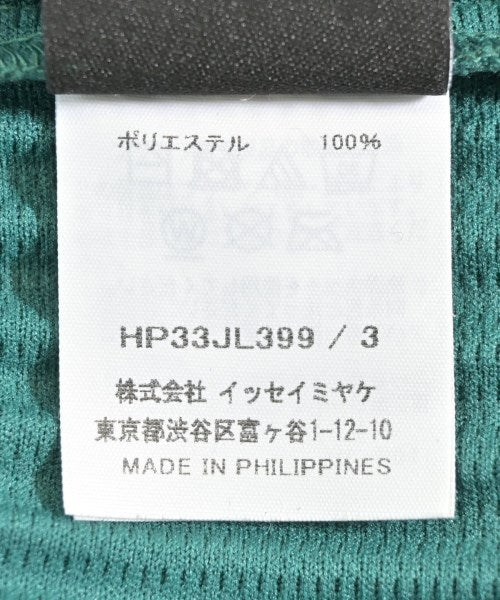 ポリエステル 100%
HP33JL399 / 3
株式会社 イッセイミヤケ
東京都渋谷区富ヶ谷1-12-10
MADE IN PHILIPPINES